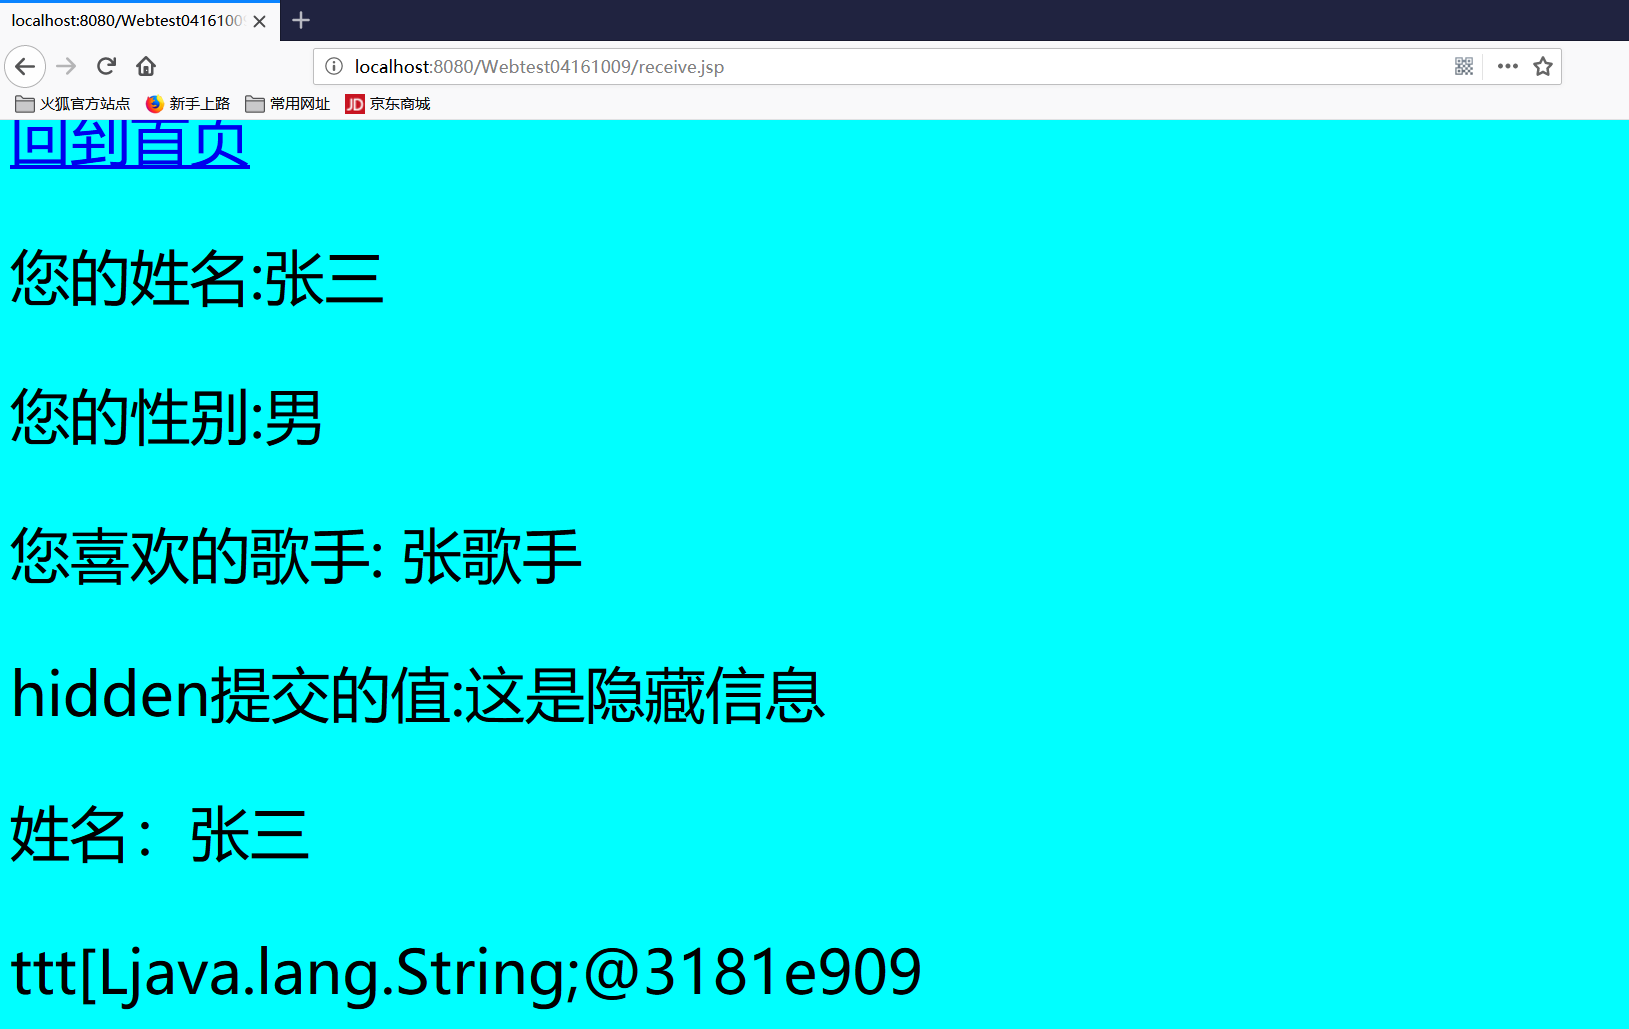 localhost:8080/Webtest0416100
localhost:8080/Webtest04161009/receive.jsp
火狐官方站点 新手上路 常用网址 JD 京东商城
回到首页
您的姓名:张三
您的性别:男
您喜欢的歌手: 张歌手
hidden提交的值:这是隐藏信息
姓名：张三
ttt[Ljava.lang.String;@3181e909